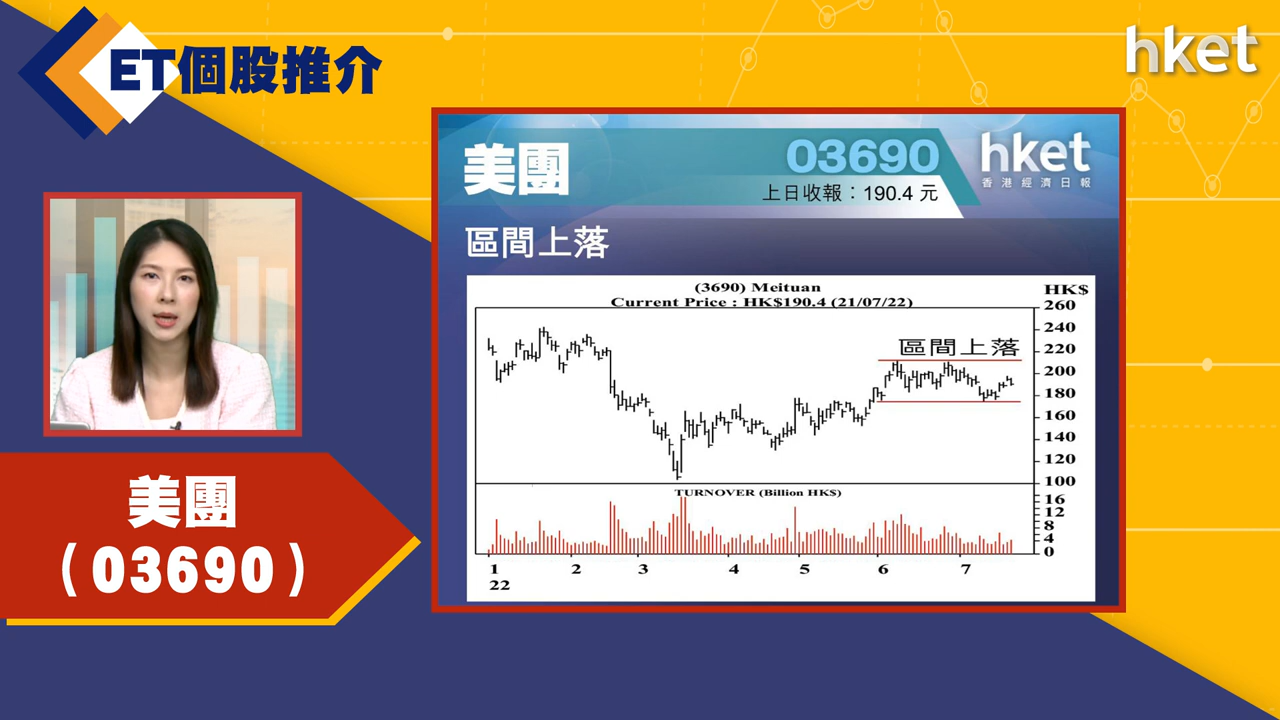 ET個股推介
hket
美團
(03690)
美團
03690
hket
香港經濟日報
上日收報：190.4 元
區間上落
(3690) Meituan
Current Price : HK$190.4 (21/07/22)
HK$
260
240
220
200
180
160
140
120
100
區間上落
TURNOVER (Billion HK$)
16
12
8
4
0
1 2 3 4 5 6 7
22